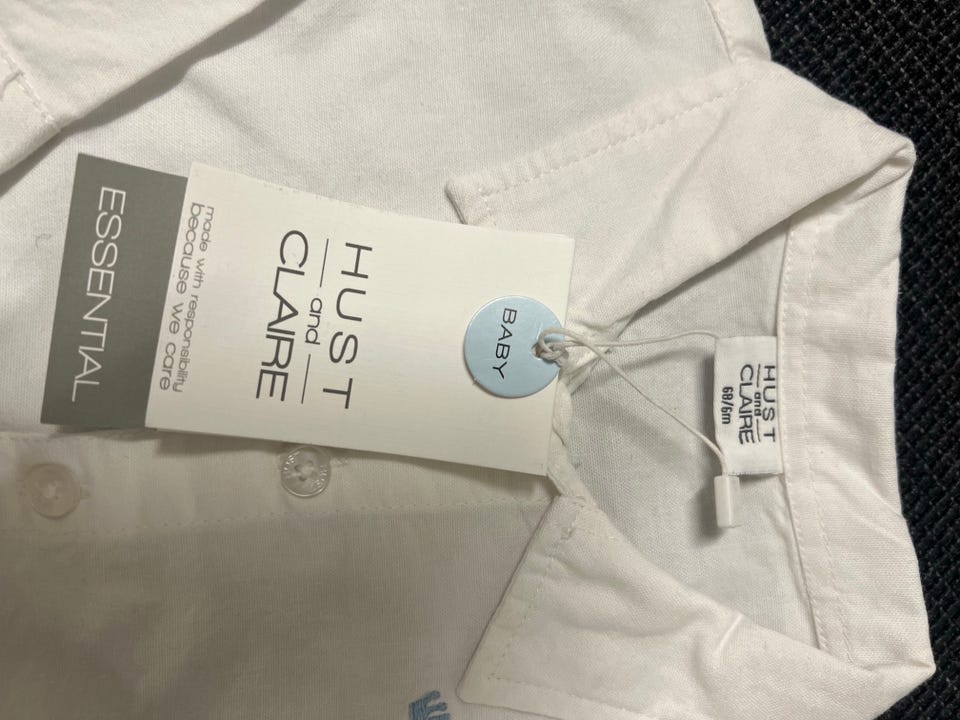 HUST
and
CLAIRE
made with responsibility
because we care
ESSENTIAL
BABY
HUST
and
CLAIRE
68/6m